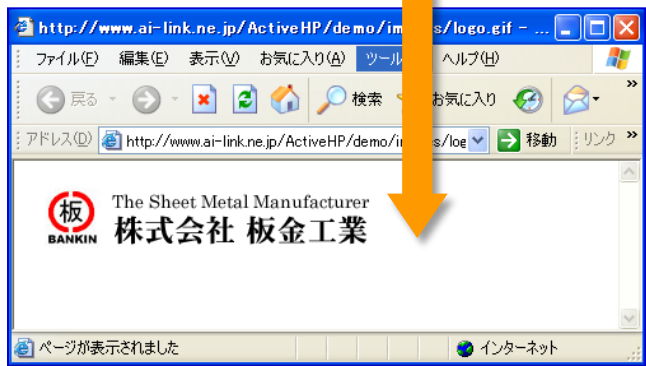 http://www.ai-link.ne.jp/ActiveHP/demo/im s/logo.gif - ...
ファイル(F) 編集(E) 表示(V) お気に入り(A) ツール ヘルプ(H)
戻る 検索 お気に入り »
アドレス(D) http://www.ai-link.ne.jp/ActiveHP/demo/i s/log 移動 リンク »
板 The Sheet Metal Manufacturer
BANKIN 株式会社 板金工業
ページが表示されました インターネット